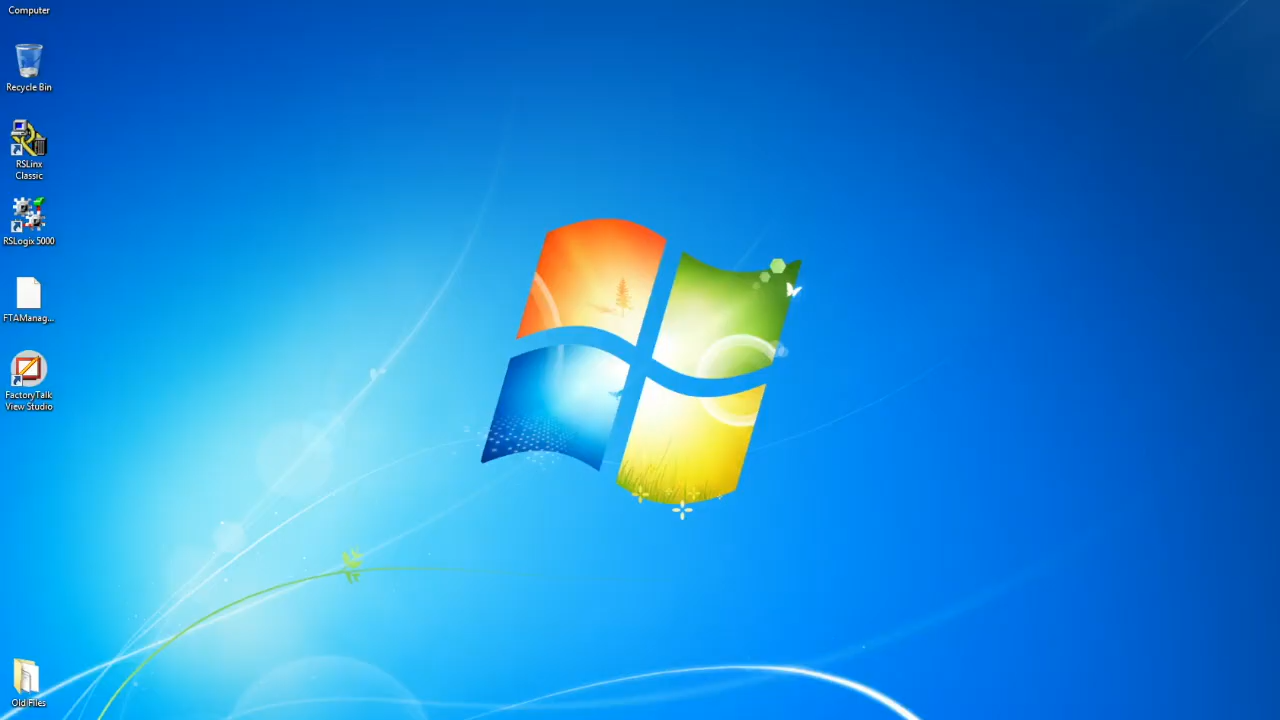 Computer
Recycle Bin
RSLinx
Classic
RSLogix 5000
FTAManag...
FactoryTalk
View Studio
Old Files